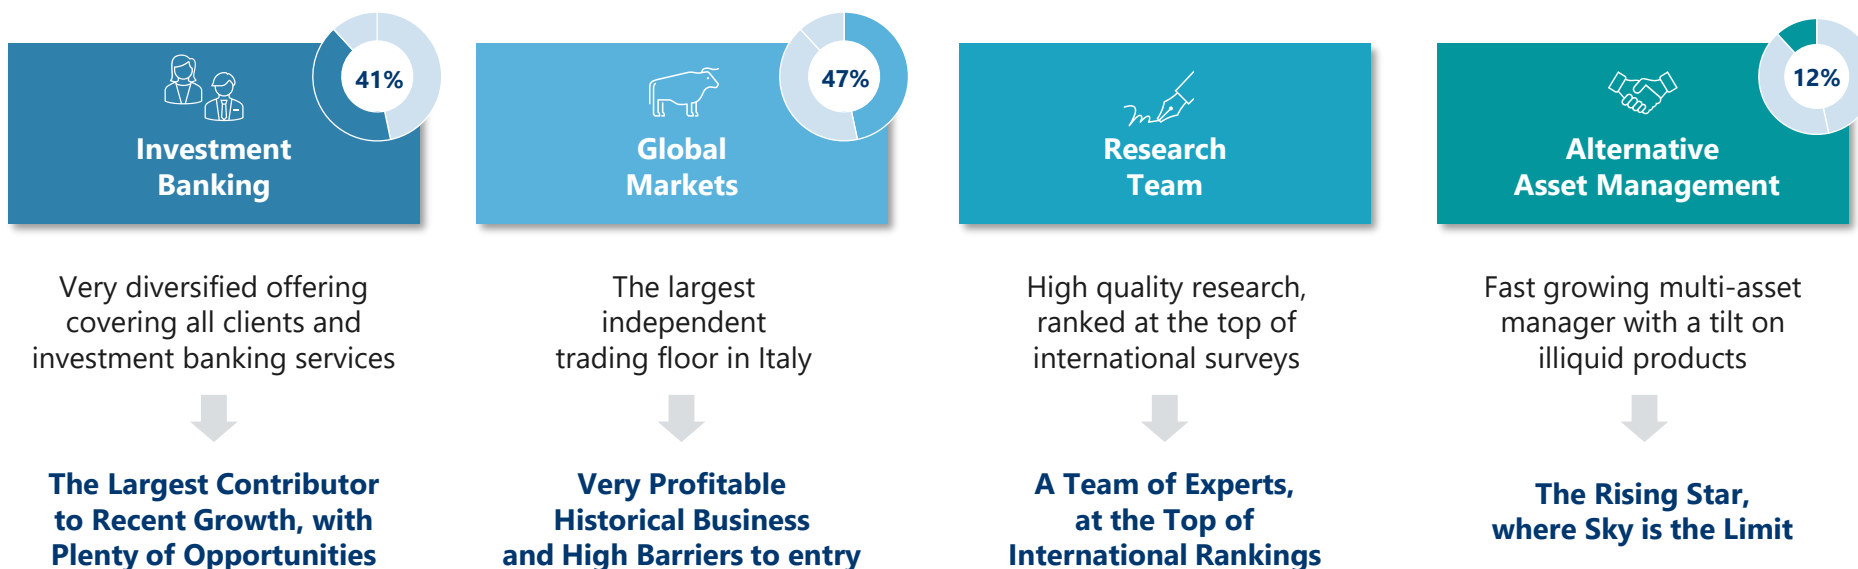 41%
Investment
Banking
Very diversified offering
covering all clients and
investment banking services
The Largest Contributor
to Recent Growth, with
Plenty of Opportunities
47%
Global
Markets
The largest
independent
trading floor in Italy
Very Profitable
Historical Business
and High Barriers to entry
Research
Team
High quality research,
ranked at the top of
international surveys
A Team of Experts,
at the Top of
International Rankings
12%
Alternative
Asset Management
Fast growing multi-asset
manager with a tilt on
illiquid products
The Rising Star,
where Sky is the Limit